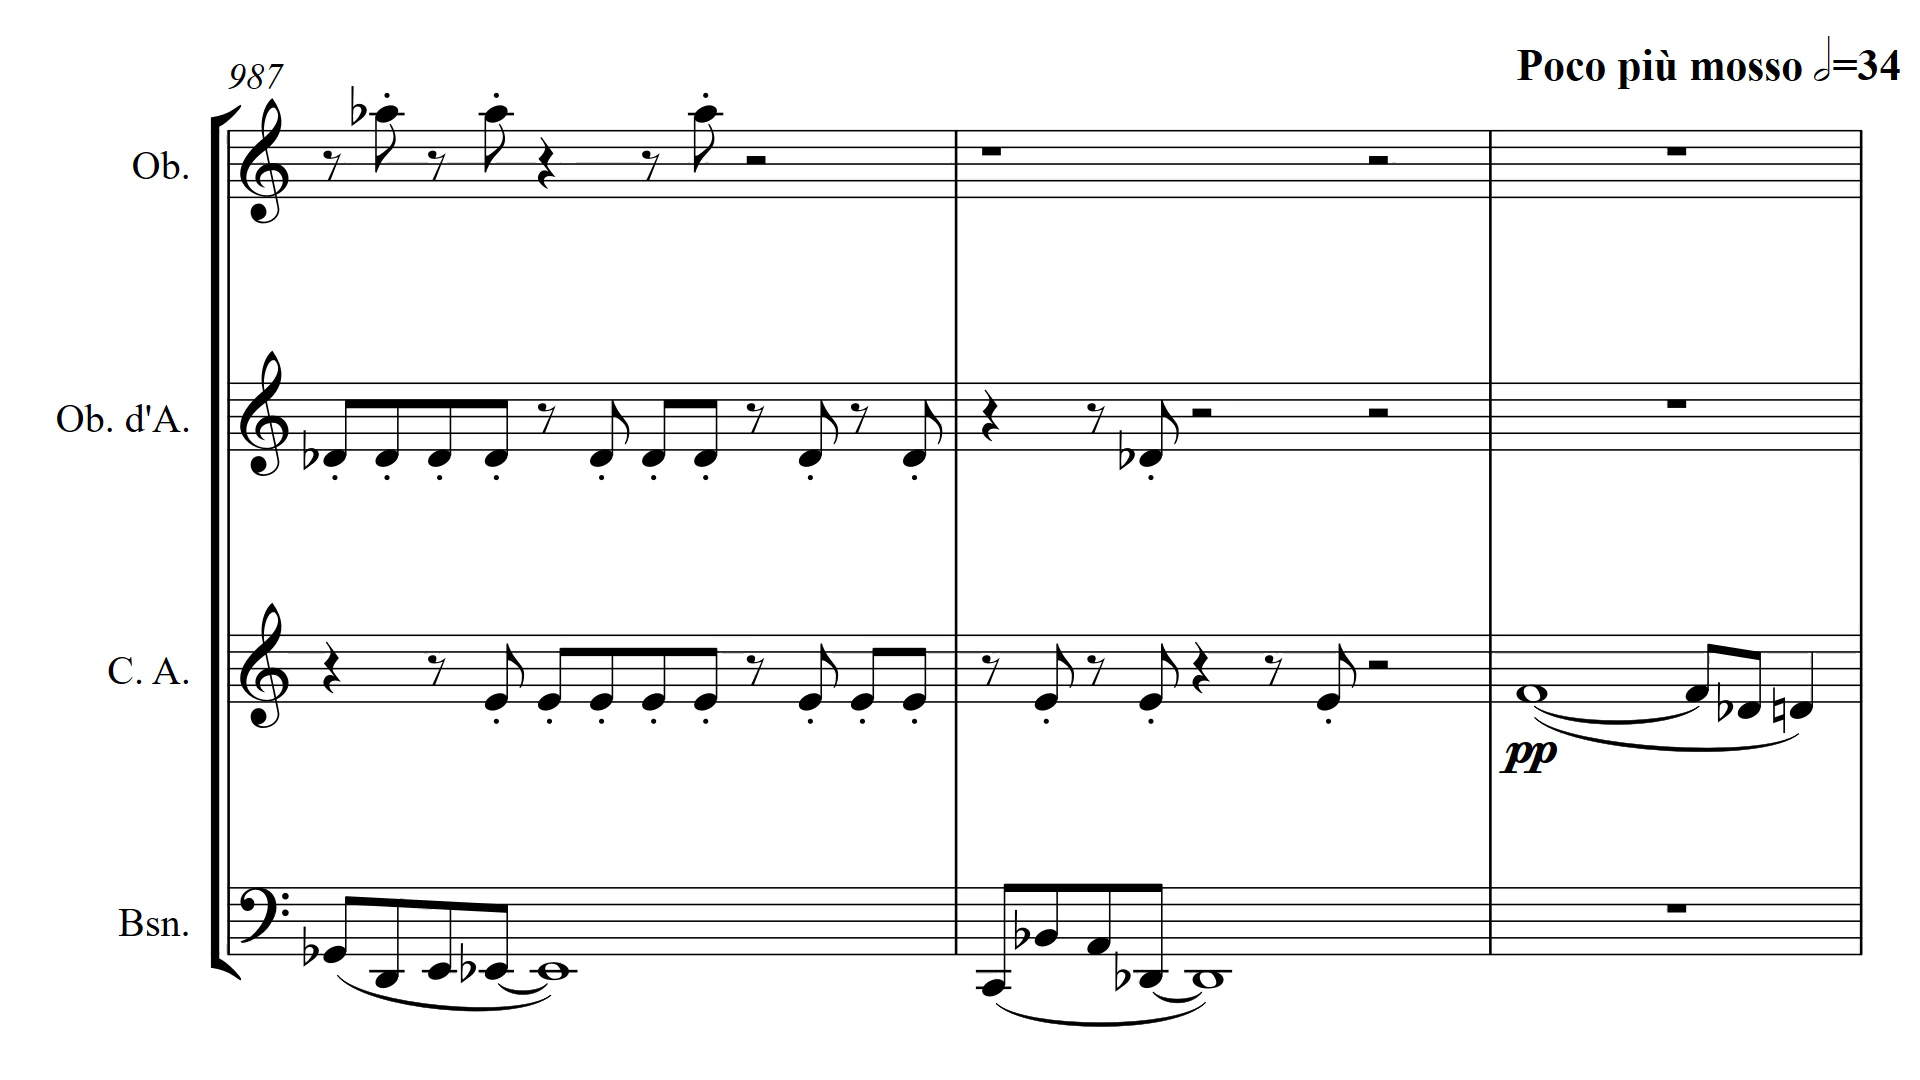 Poco più mosso 𝅗𝅥=34
987
Ob.
Ob. d'A.
C. A.
pp
Bsn.